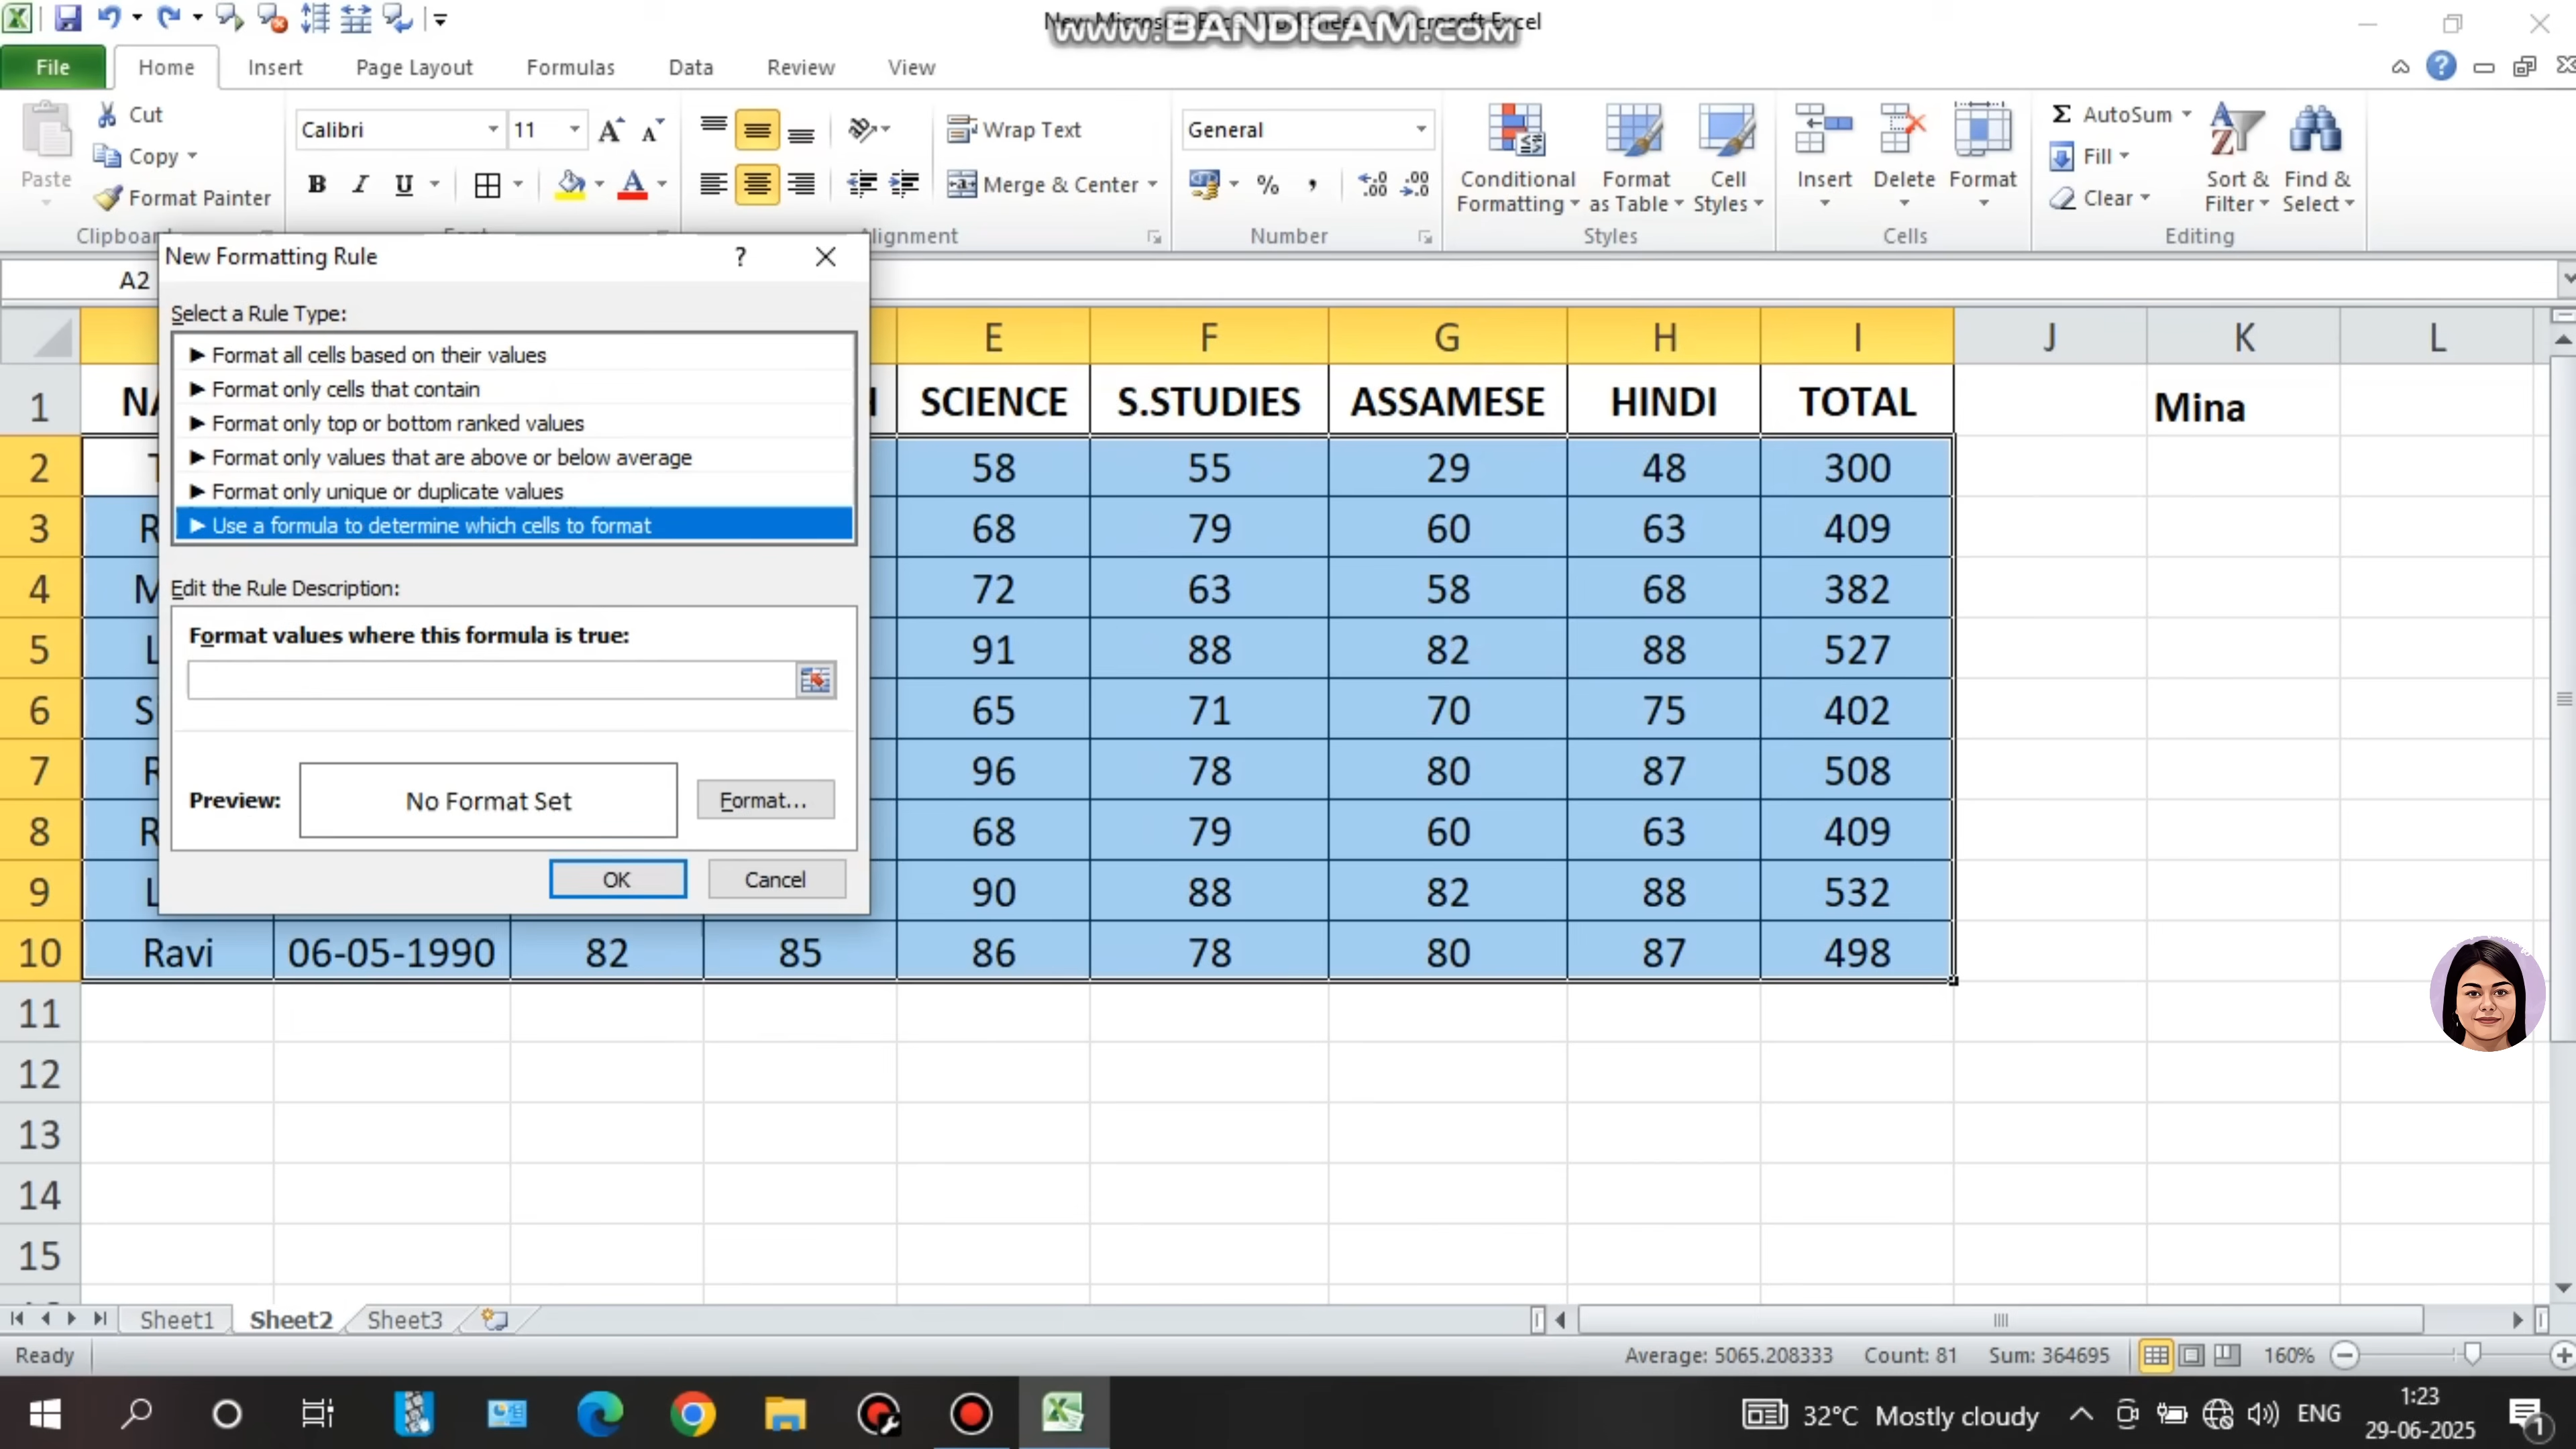 New Microsoft Excel Worksheet - Microsoft Excel
www.BANDICAM.com
File Home Insert Page Layout Formulas Data Review View
Paste
Cut
Copy
Format Painter
Clipboard
Calibri 11
B I U
Wrap Text
Merge & Center
Alignment
General
Number
Conditional Formatting
Format as Table
Cell Styles
Styles
Insert Delete Format
Cells
AutoSum
Fill
Clear
Sort & Filter
Find & Select
Editing
A2
New Formatting Rule
Select a Rule Type:
► Format all cells based on their values
► Format only cells that contain
► Format only top or bottom ranked values
► Format only values that are above or below average
► Format only unique or duplicate values
► Use a formula to determine which cells to format
Edit the Rule Description:
Format values where this formula is true:
Preview: No Format Set Format...
OK Cancel
E F G H I J K L
1 SCIENCE S.STUDIES ASSAMESE HINDI TOTAL Mina
2 58 55 29 48 300
3 68 79 60 63 409
4 72 63 58 68 382
5 91 88 82 88 527
6 65 71 70 75 402
7 96 78 80 87 508
8 68 79 60 63 409
9 90 88 82 88 532
10 Ravi 06-05-1990 82 85 86 78 80 87 498
11
12
13
14
15
Sheet1 Sheet2 Sheet3
Ready Average: 5065.208333 Count: 81 Sum: 364695 160%
32°C Mostly cloudy ENG 1:23
29-06-2025
1